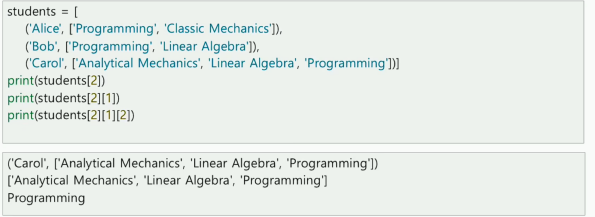 students = [
('Alice', ['Programming', 'Classic Mechanics']),
('Bob', ['Programming', 'Linear Algebra']),
('Carol', ['Analytical Mechanics', 'Linear Algebra', 'Programming'])]
print(students[2])
print(students[2][1])
print(students[2][1][2])
('Carol', ['Analytical Mechanics', 'Linear Algebra', 'Programming'])
['Analytical Mechanics', 'Linear Algebra', 'Programming']
Programming